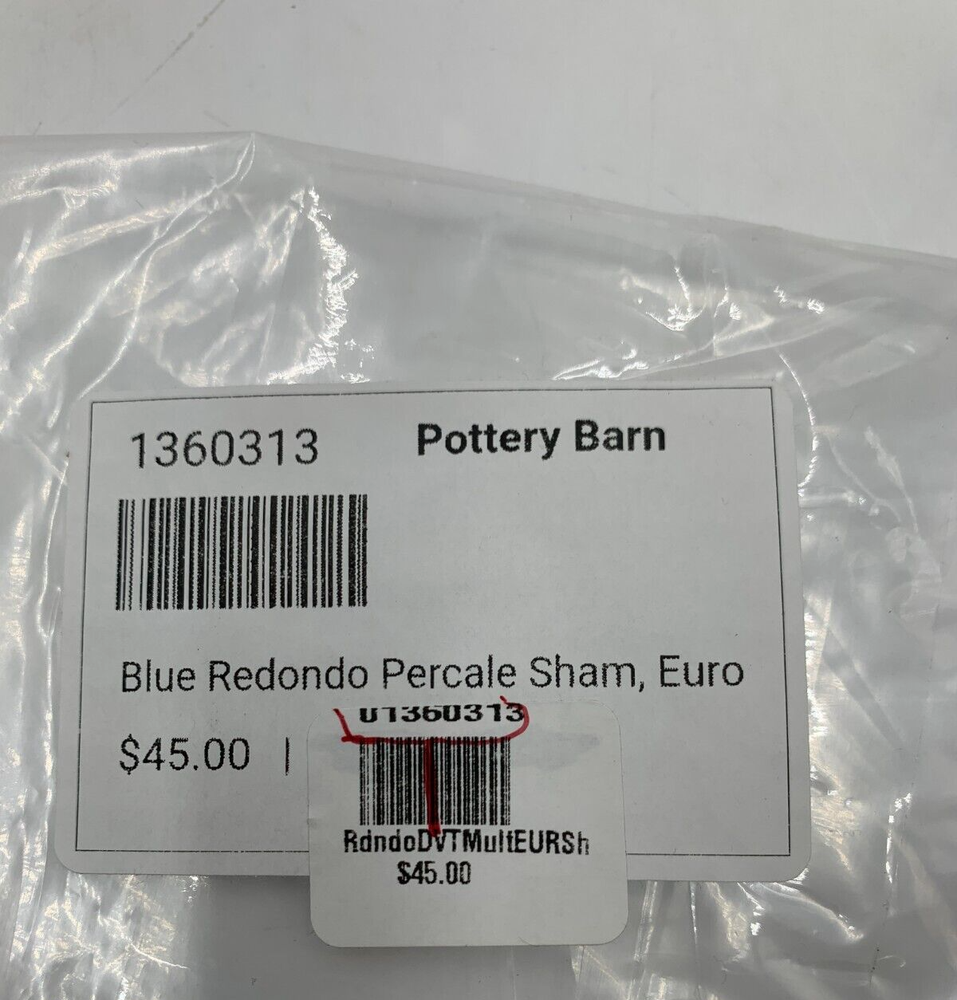 1360313 Pottery Barn
Blue Redondo Percale Sham, Euro
$45.00 |
01360313
RdndoDVTMultEURSh
$45.00